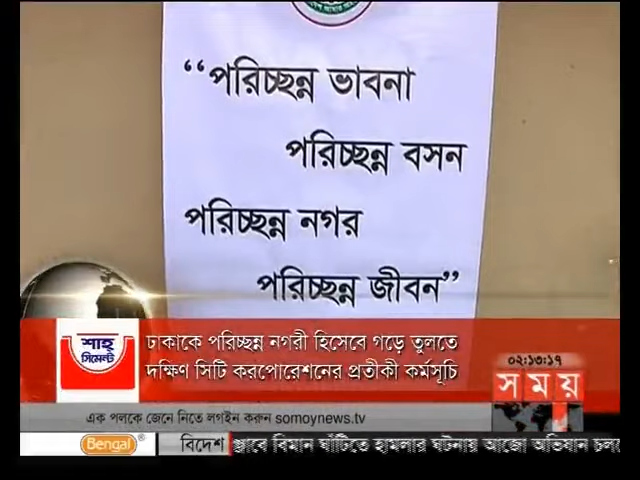 “পরিচ্ছন্ন ভাবনা
পরিচ্ছন্ন বসন
পরিচ্ছন্ন নগর
পরিচ্ছন্ন জীবন”
শাহ্
সিমেন্ট
ঢাকাকে পরিচ্ছন্ন নগরী হিসেবে গড়ে তুলতে
দক্ষিণ সিটি করপোরেশনের প্রতীকী কর্মসূচি
০২:১৩:১৭
সময়
এক পলকে জেনে নিতে লগইন করুন somoynews.tv
Bengal®
বিদেশ
বিমান ঘাঁটিতে হামলার ঘটনায় আজো অভিযান